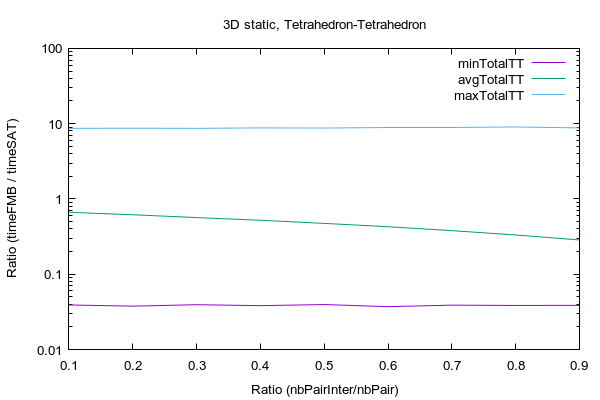 3D static, Tetrahedron-Tetrahedron
100
10
1
0.1
0.01
Ratio (timeFMB / timeSAT)
minTotalTT
avgTotalTT
maxTotalTT
0.1 0.2 0.3 0.4 0.5 0.6 0.7 0.8 0.9
Ratio (nbPairInter/nbPair)